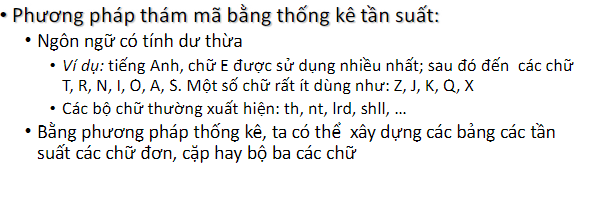 • Phương pháp thám mã bằng thống kê tần suất:
• Ngôn ngữ có tính dư thừa
• Ví dụ: tiếng Anh, chữ E được sử dụng nhiều nhất; sau đó đến các chữ
T, R, N, I, O, A, S. Một số chữ rất ít dùng như: Z, J, K, Q, X
• Các bộ chữ thường xuất hiện: th, nt, lrd, shll, ...
• Bằng phương pháp thống kê, ta có thể xây dựng các bảng các tần
suất các chữ đơn, cặp hay bộ ba các chữ